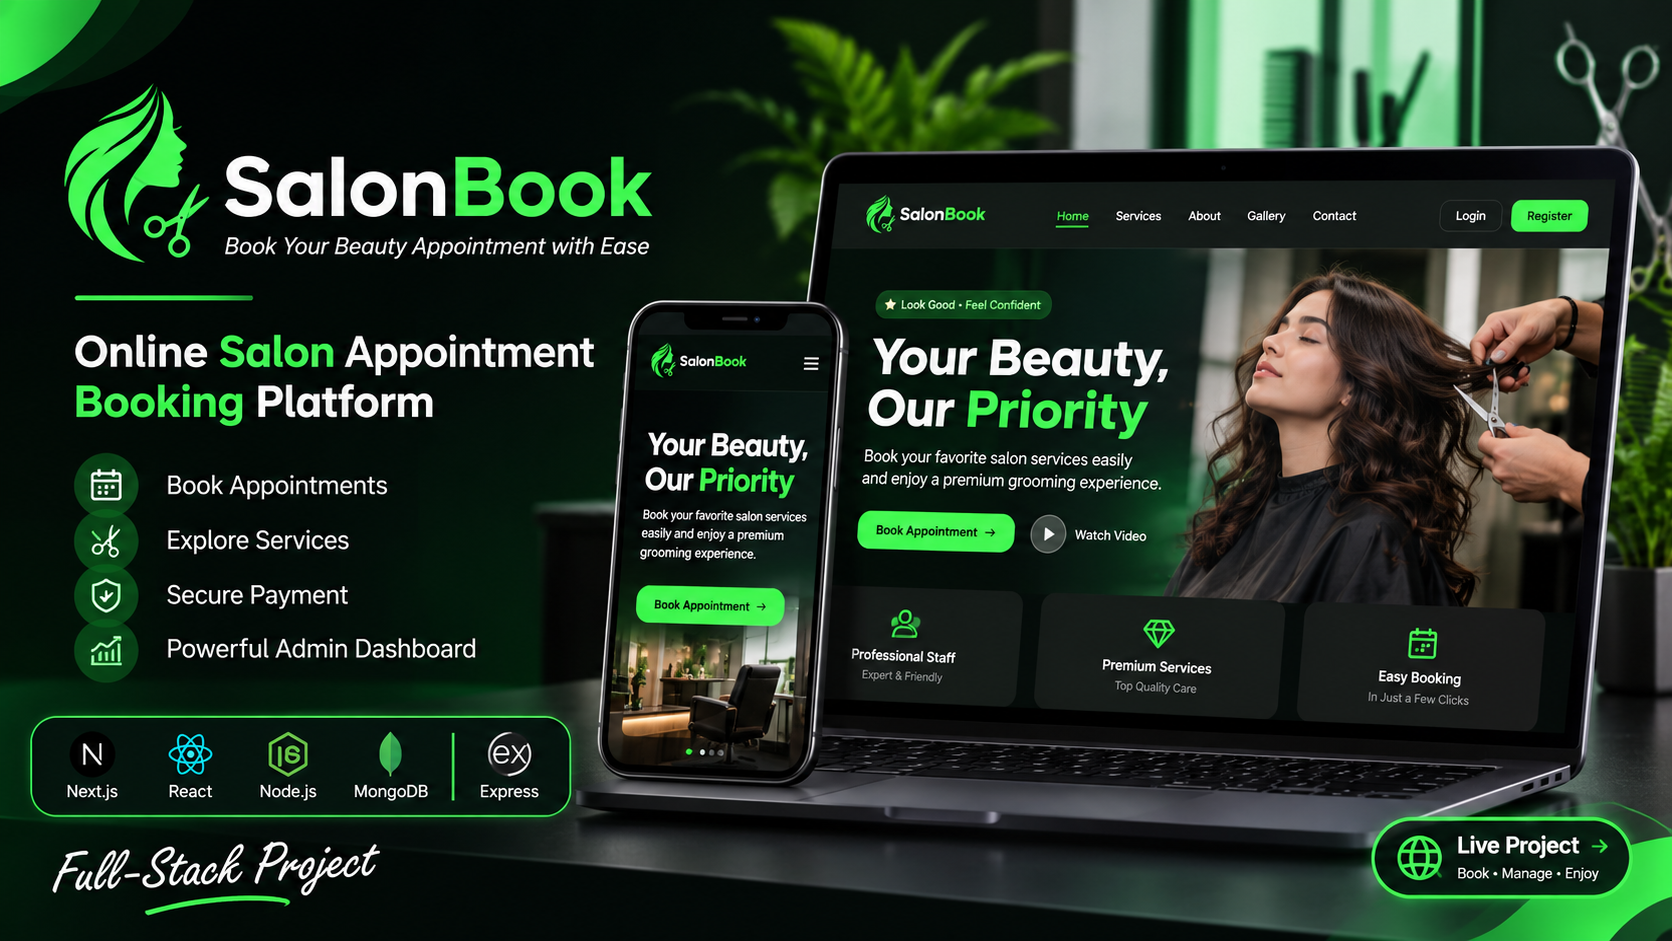 SalonBook
Book Your Beauty Appointment with Ease
Online Salon Appointment
Booking Platform
Book Appointments
Explore Services
Secure Payment
Powerful Admin Dashboard
N
Next.js
React
JS
Node.js
MongoDB
ex
Express
Full-Stack Project
SalonBook
Your Beauty,
Our Priority
Book your favorite salon services
easily and enjoy a premium
grooming experience.
Book Appointment →
SalonBook
Home Services About Gallery Contact
Login
Register
Look Good • Feel Confident
Your Beauty,
Our Priority
Book your favorite salon services easily
and enjoy a premium grooming experience.
Book Appointment →
Watch Video
Professional Staff
Expert & Friendly
Premium Services
Top Quality Care
Easy Booking
In Just a Few Clicks
Live Project →
Book • Manage • Enjoy